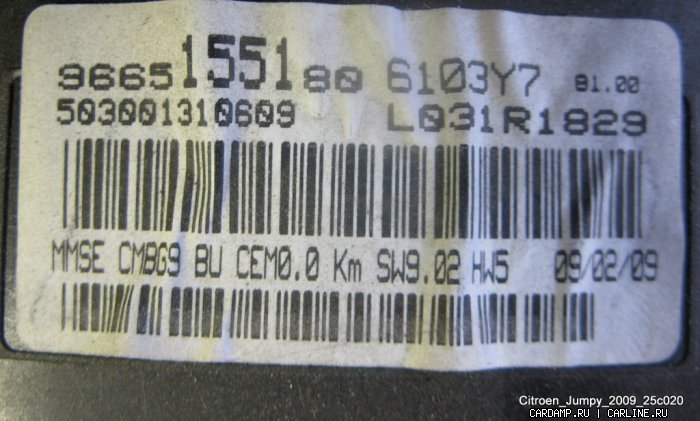 9665155180 6103Y7 81.00
503001310609 L031R1829
MMSE CMBG9 BU CEM0.0 Km SW9.02 HW5 09/02/09
Citroen_Jumpy_2009_25c020
CARDAMP.RU | CARLINE.RU